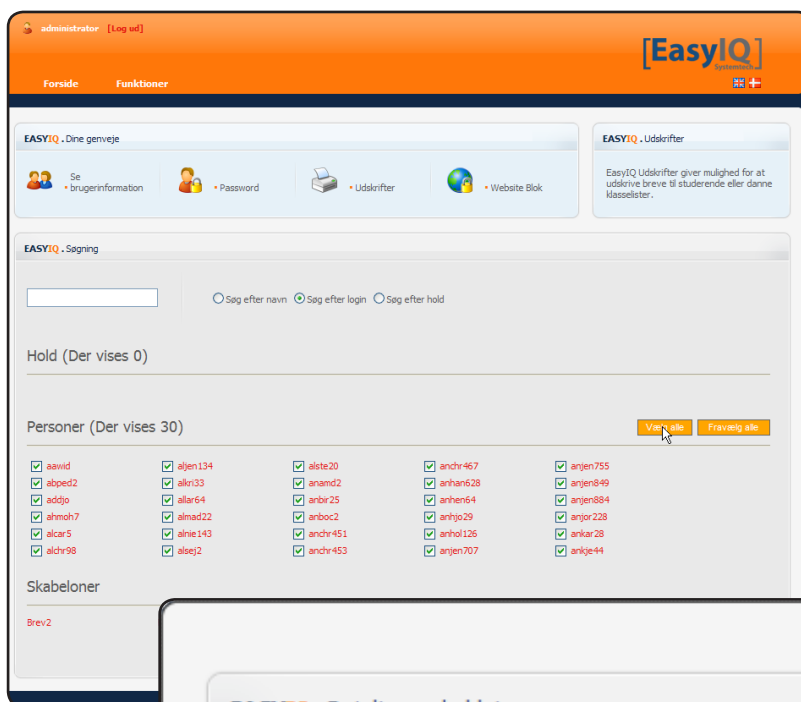 administrator [Log ud]
[EasyIQ]
Systemtech
Forside Funktioner
EASYIQ . Dine genveje
Se
• brugerinformation
• Password
• Udskrifter
• Website Blok
EASYIQ . Udskrifter
EasyIQ Udskrifter giver mulighed for at
udskrive breve til studerende eller danne
klasselister.
EASYIQ . Søgning
Søg efter navn Søg efter login Søg efter hold
Hold (Der vises 0)
Personer (Der vises 30)
Vælg alle Fravælg alle
aawid aljen134 alste20 anchr467 anjen755
abped2 alkri33 anamd2 anhan628 anjen849
addjo allar64 anbir25 anhen64 anjen884
ahmoh7 almad22 anboc2 anhjo29 anjor228
alcar5 alnie143 anchr451 anhol126 ankar28
alchr98 alsej2 anchr453 anjen707 ankje44
Skabeloner
Brev2